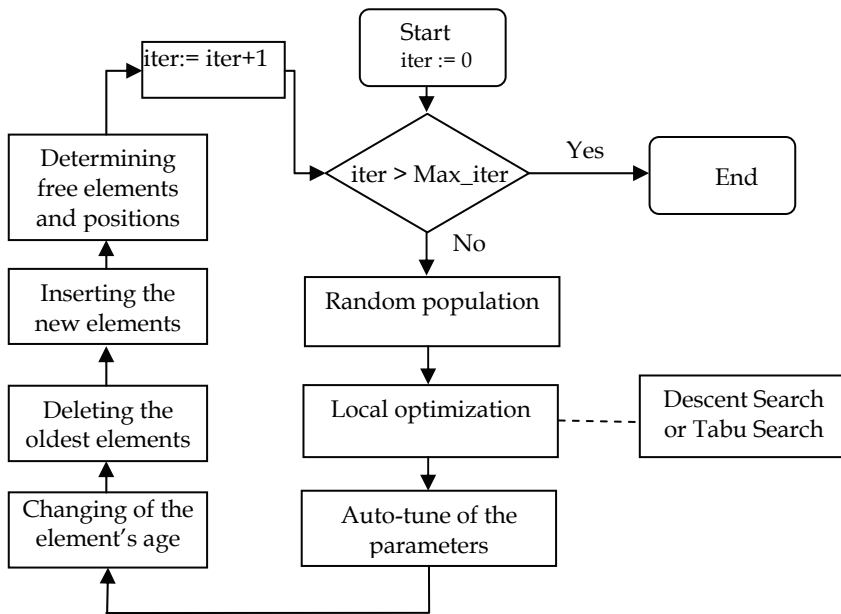 Start
iter := 0
iter:= iter+1
iter > Max_iter
Yes
End
No
Random population
Local optimization
Descent Search
or Tabu Search
Auto-tune of the
parameters
Changing of the
element's age
Deleting the
oldest elements
Inserting the
new elements
Determining
free elements
and positions